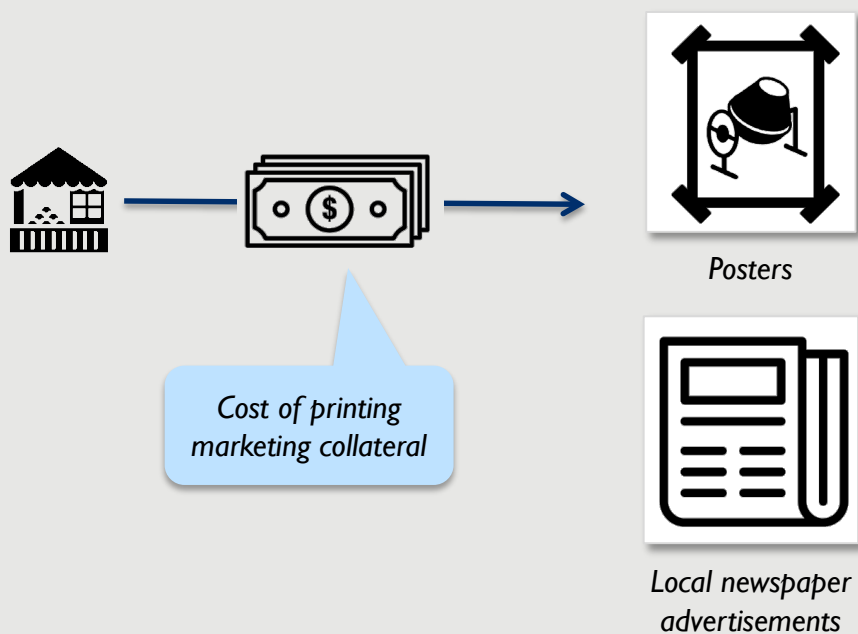 $
Posters
Cost of printing
marketing collateral
Local newspaper
advertisements